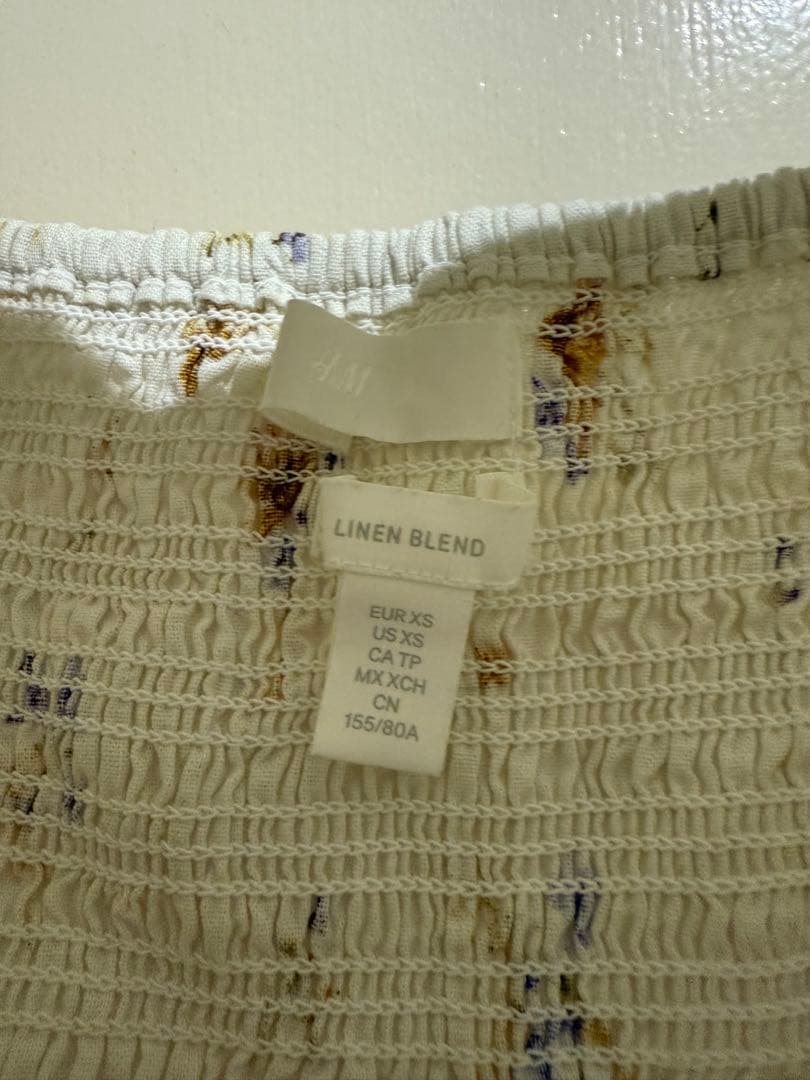 H&M
LINEN BLEND
EUR XS
US XS
CA TP
MX XCH
CN
155/80A